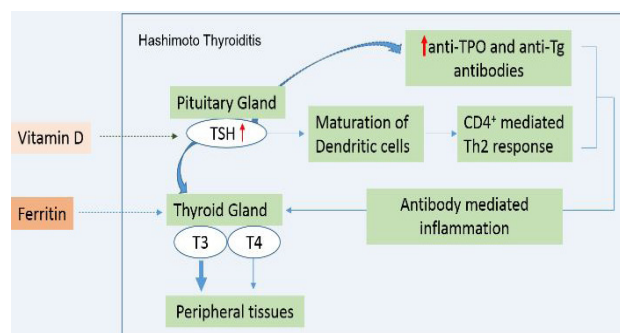 Hashimoto Thyroiditis
anti-TPO and anti-Tg
antibodies
Pituitary Gland
TSH
Maturation of
Dendritic cells
CD4⁺ mediated
Th2 response
Vitamin D
Ferritin
Thyroid Gland
Antibody mediated
inflammation
T3
T4
Peripheral tissues